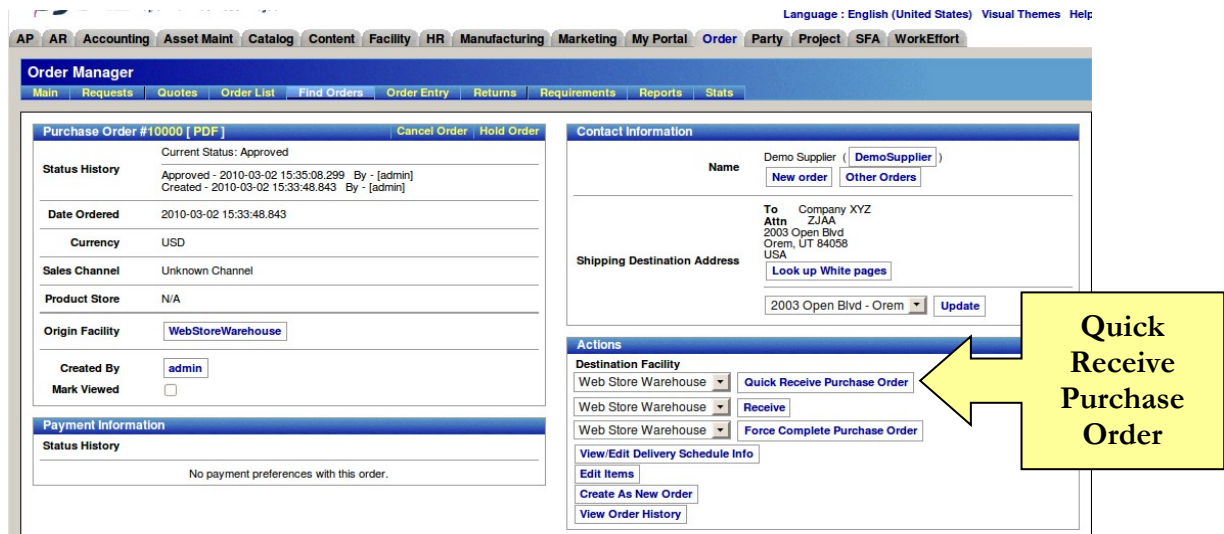 Language : English (United States) Visual Themes Help
AP AR Accounting Asset Maint Catalog Content Facility HR Manufacturing Marketing My Portal Order Party Project SFA WorkEffort
Order Manager
Main Requests Quotes Order List Find Orders Order Entry Returns Requirements Reports Stats
Purchase Order #10000 [ PDF ] Cancel Order Hold Order
Status History
Current Status: Approved
Approved - 2010-03-02 15:35:08.299 By - [admin]
Created - 2010-03-02 15:33:48.843 By - [admin]
Date Ordered 2010-03-02 15:33:48.843
Currency USD
Sales Channel Unknown Channel
Product Store N/A
Origin Facility WebStoreWarehouse
Created By admin
Mark Viewed
Payment Information
Status History
No payment preferences with this order.
Contact Information
Name Demo Supplier ( DemoSupplier )
New order Other Orders
Shipping Destination Address
To Company XYZ
Attn ZJAA
2003 Open Blvd
Orem, UT 84058
USA
Look up White pages
2003 Open Blvd - Orem Update
Actions
Destination Facility
Web Store Warehouse Quick Receive Purchase Order
Web Store Warehouse Receive
Web Store Warehouse Force Complete Purchase Order
View/Edit Delivery Schedule Info
Edit Items
Create As New Order
View Order History
Quick
Receive
Purchase
Order